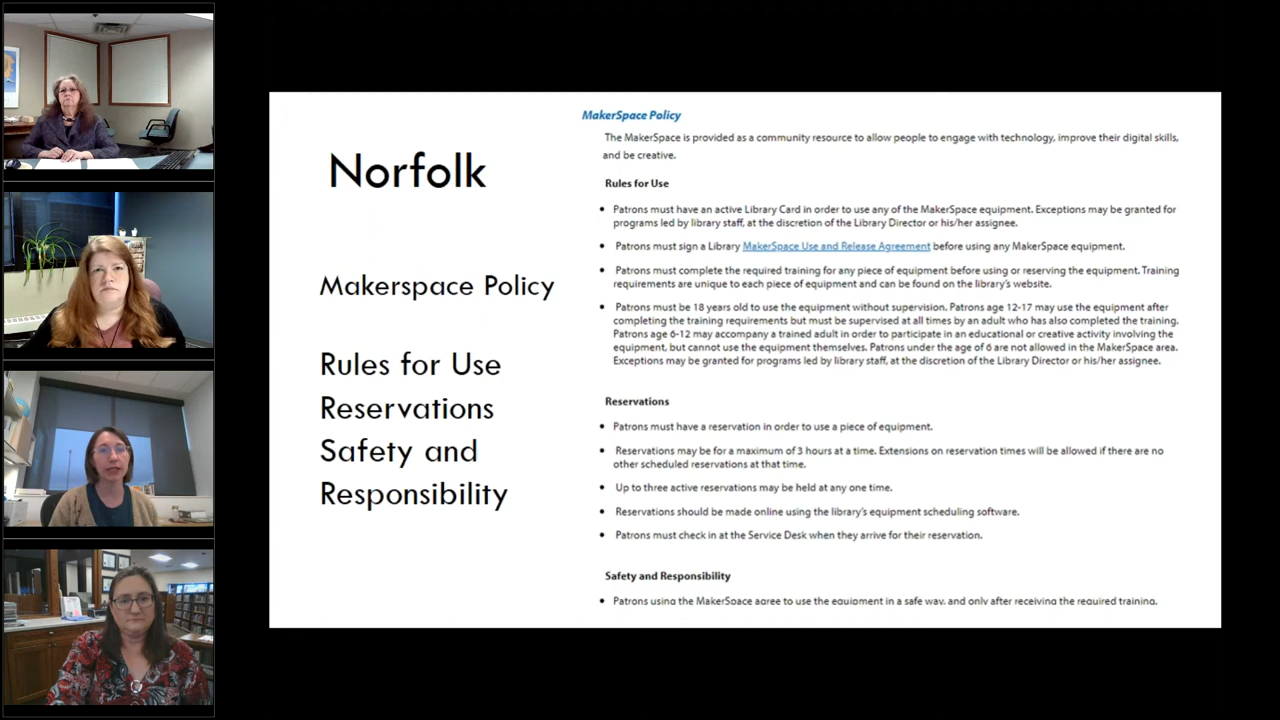 Norfolk
Makerspace Policy
Rules for Use
Reservations
Safety and
Responsibility
MakerSpace Policy
The MakerSpace is provided as a community resource to allow people to engage with technology, improve their digital skills,
and be creative.
Rules for Use
• Patrons must have an active Library Card in order to use any of the MakerSpace equipment. Exceptions may be granted for
programs led by library staff, at the discretion of the Library Director or his/her assignee.
• Patrons must sign a Library MakerSpace Use and Release Agreement before using any MakerSpace equipment.
• Patrons must complete the required training for any piece of equipment before using or reserving the equipment. Training
requirements are unique to each piece of equipment and can be found on the library's website.
• Patrons must be 18 years old to use the equipment without supervision. Patrons age 12-17 may use the equipment after
completing the training requirements but must be supervised at all times by an adult who has also completed the training.
Patrons age 6-12 may accompany a trained adult in order to participate in an educational or creative activity involving the
equipment, but cannot use the equipment themselves. Patrons under the age of 6 are not allowed in the MakerSpace area.
Exceptions may be granted for programs led by library staff, at the discretion of the Library Director or his/her assignee.
Reservations
• Patrons must have a reservation in order to use a piece of equipment.
• Reservations may be for a maximum of 3 hours at a time. Extensions on reservation times will be allowed if there are no
other scheduled reservations at that time.
• Up to three active reservations may be held at any one time.
• Reservations should be made online using the library's equipment scheduling software.
• Patrons must check in at the Service Desk when they arrive for their reservation.
Safety and Responsibility
• Patrons using the MakerSpace agree to use the equipment in a safe way, and only after receiving the required training.